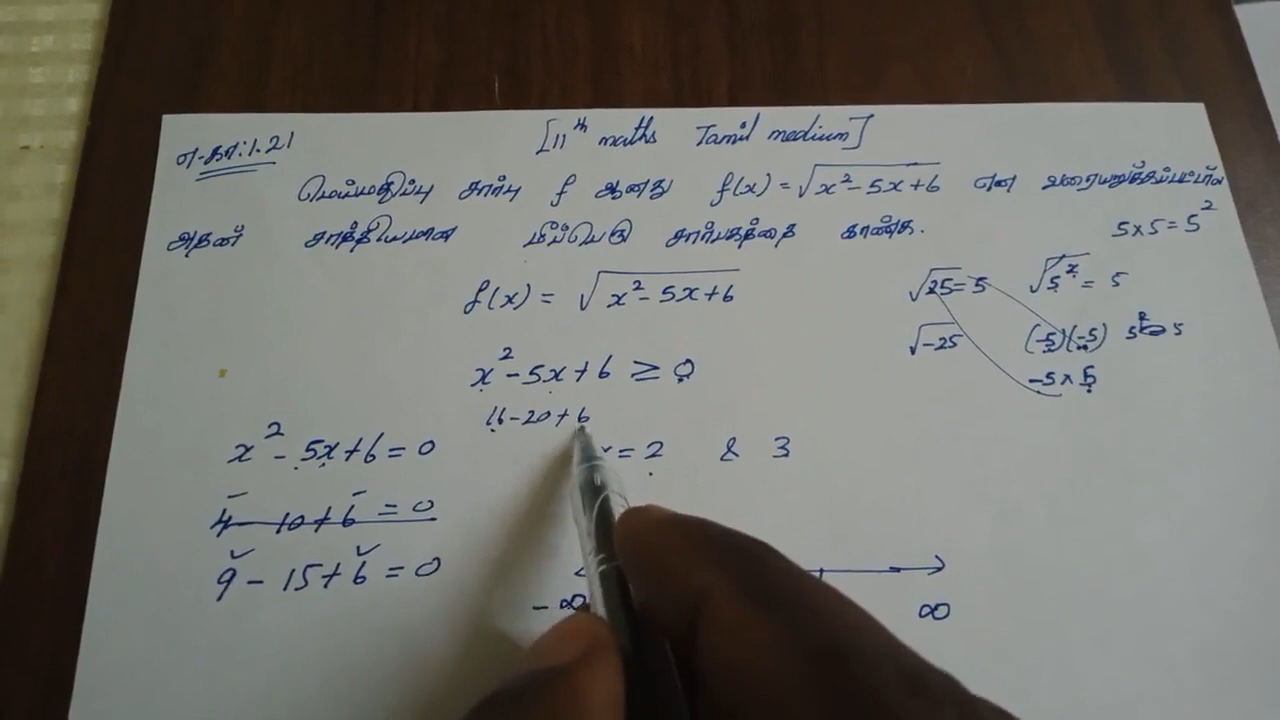 எ.கா:1.21
[11th maths Tamil medium]
மெய்மதிப்பு சார்பு f ஆனது f(x) = √x²-5x+6 என வரையறுக்கப்பட்டால்
அதன் சாத்தியமான மீப்பெரு சார்பகத்தை காண்க.
5×5=5²
f(x) = √x²-5x+6
√25=5 √5² = 5
√-25 (-5)(-5)
-5×5
x²-5x+6 ≥ 0
16-20+6
x²-5x+6=0
x=2 & 3
4-10+6=0
9-15+6=0
-∞ ∞